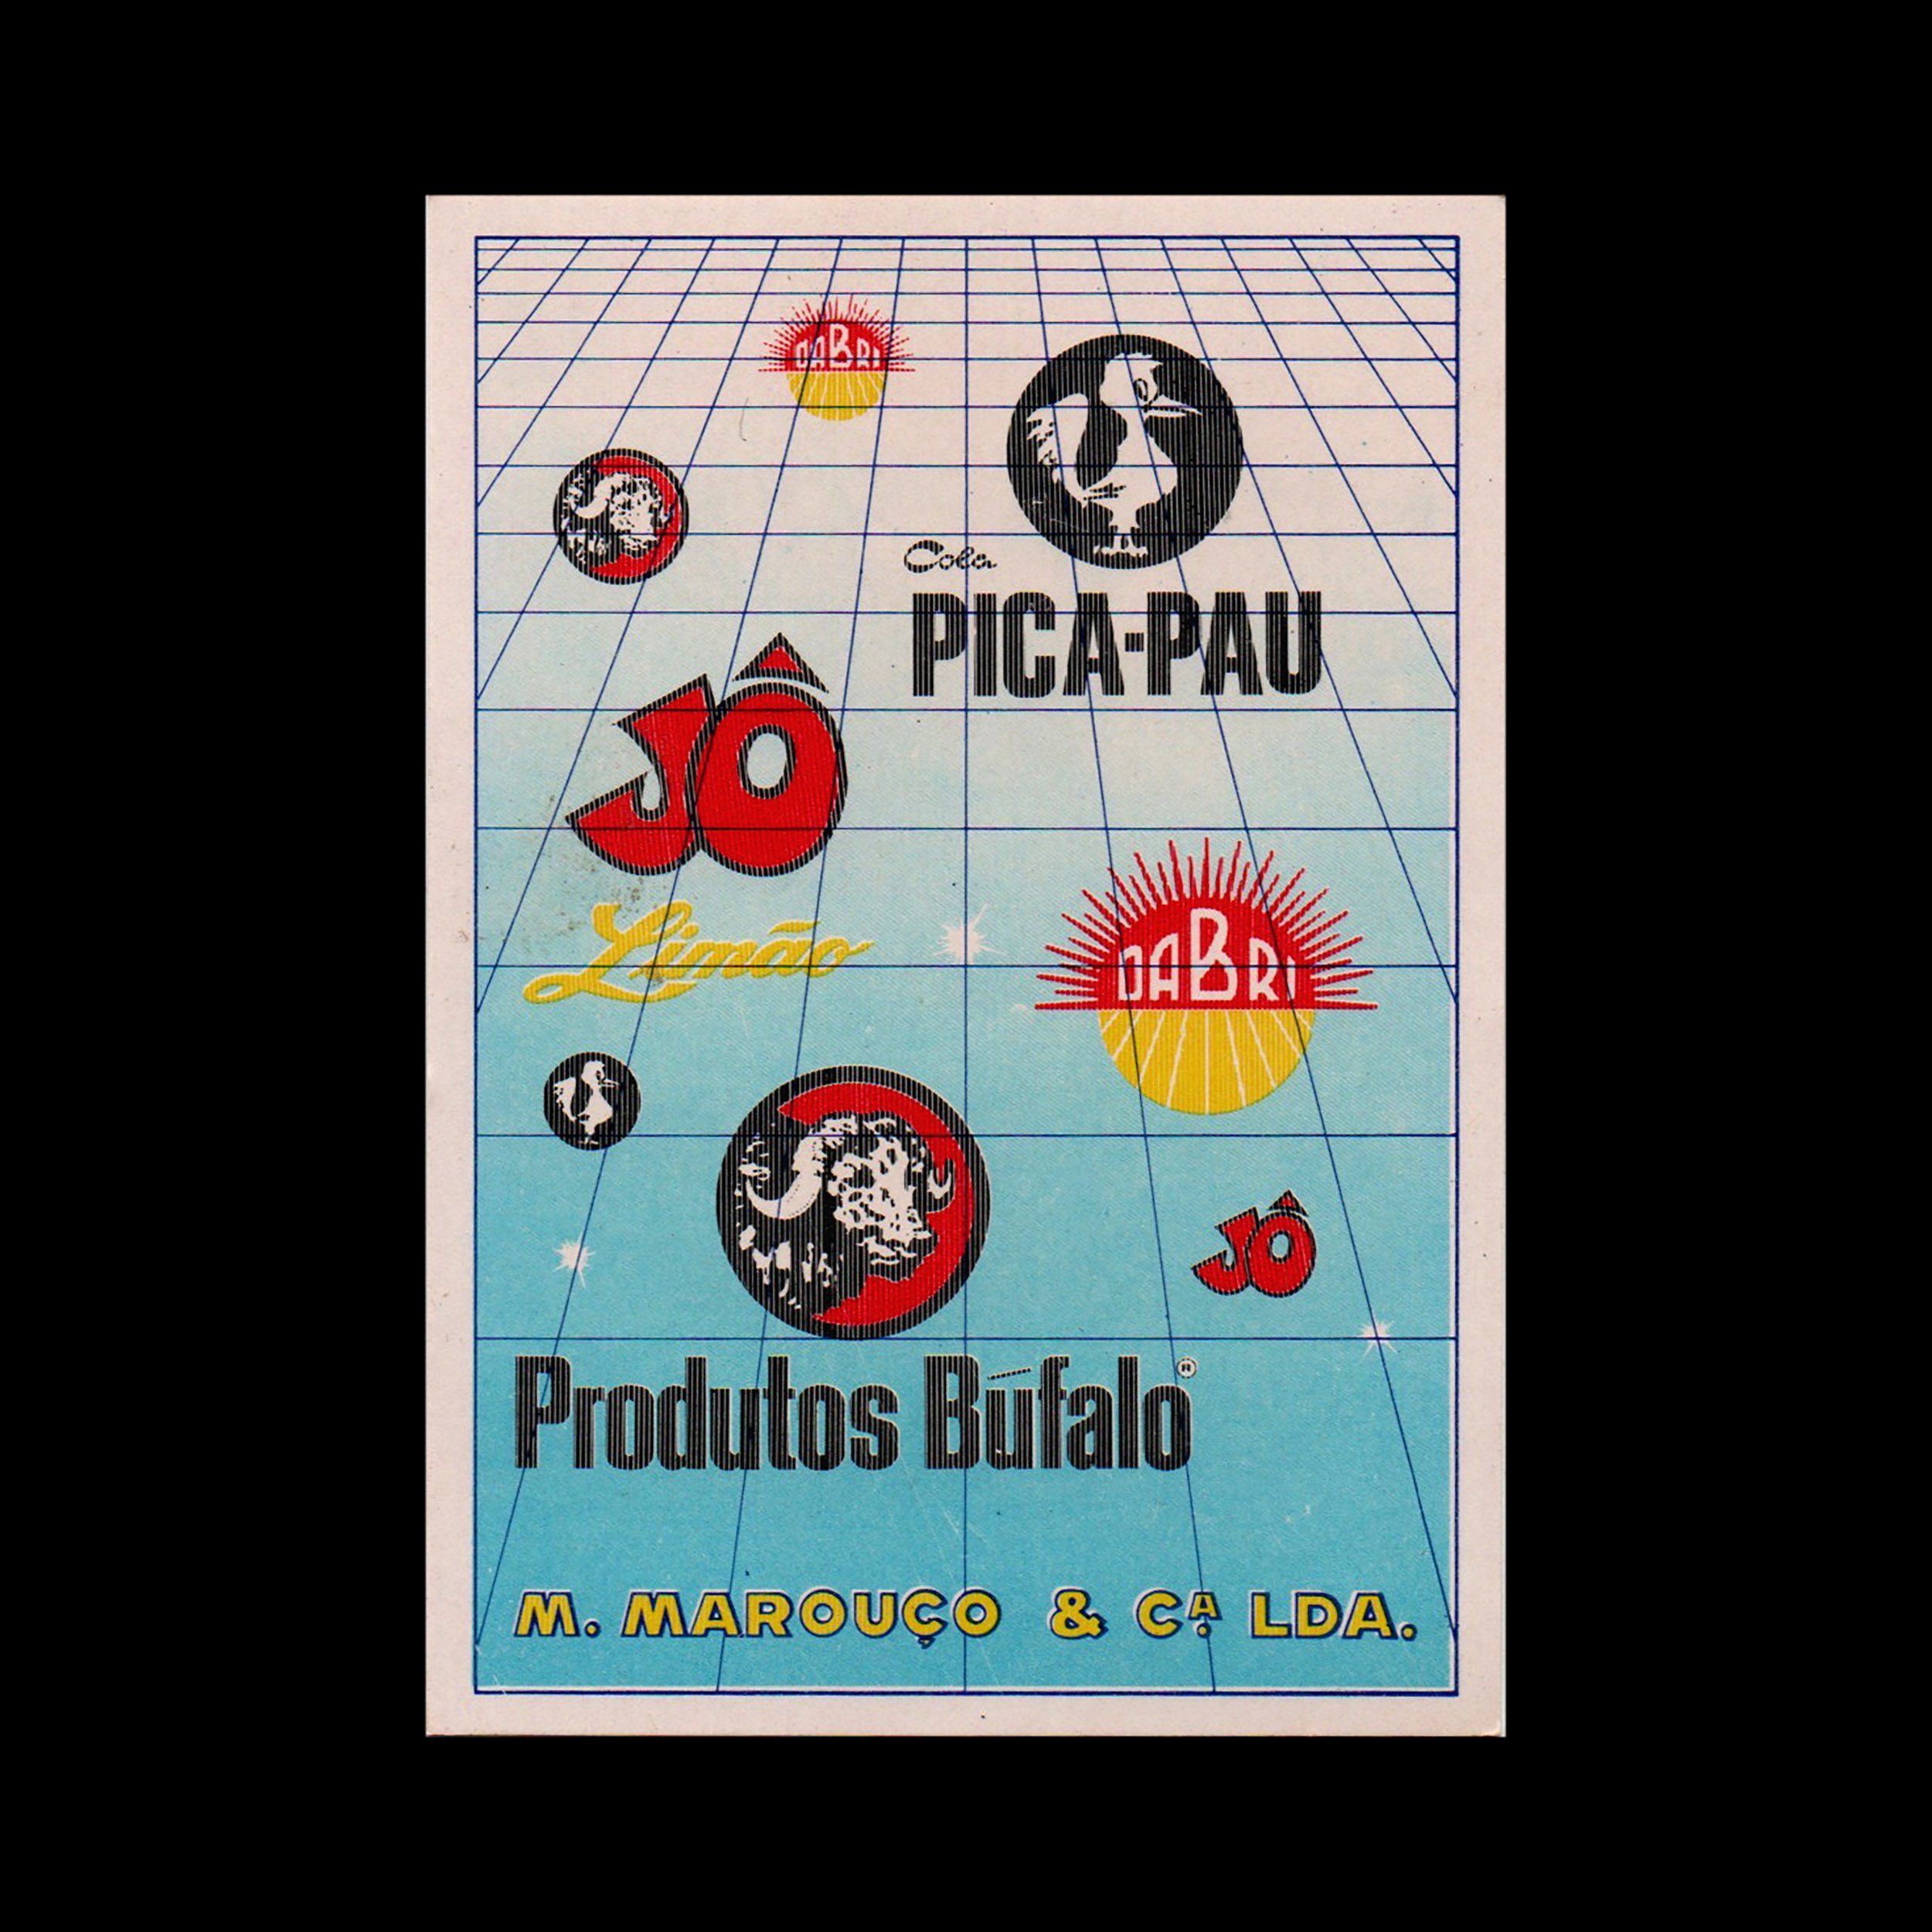 DABRI
Cola
PICA-PAU
JÔ
Limão
DABRI
JÔ
Produtos Búfalo®
M. MAROUÇO & Cª. LDA.